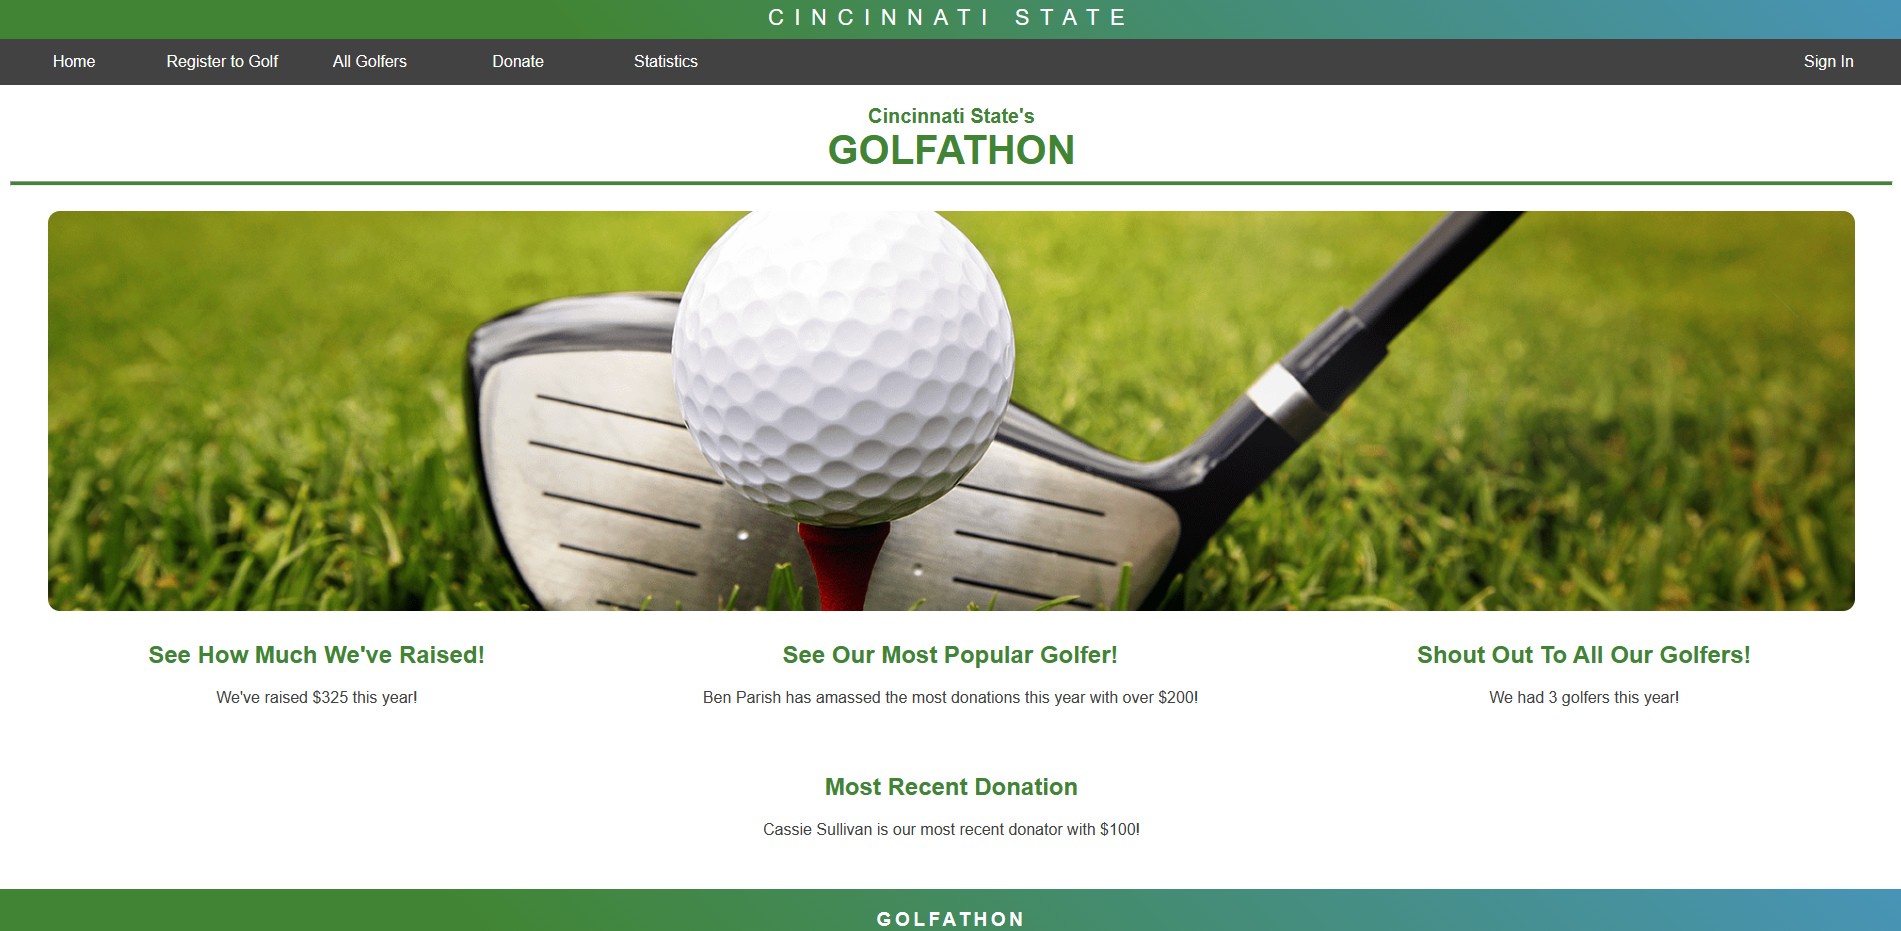 CINCINNATI STATE
Home Register to Golf All Golfers Donate Statistics Sign In
Cincinnati State's
GOLFATHON
See How Much We've Raised! See Our Most Popular Golfer! Shout Out To All Our Golfers!
We've raised $325 this year! Ben Parish has amassed the most donations this year with over $200! We had 3 golfers this year!
Most Recent Donation
Cassie Sullivan is our most recent donator with $100!
GOLFATHON